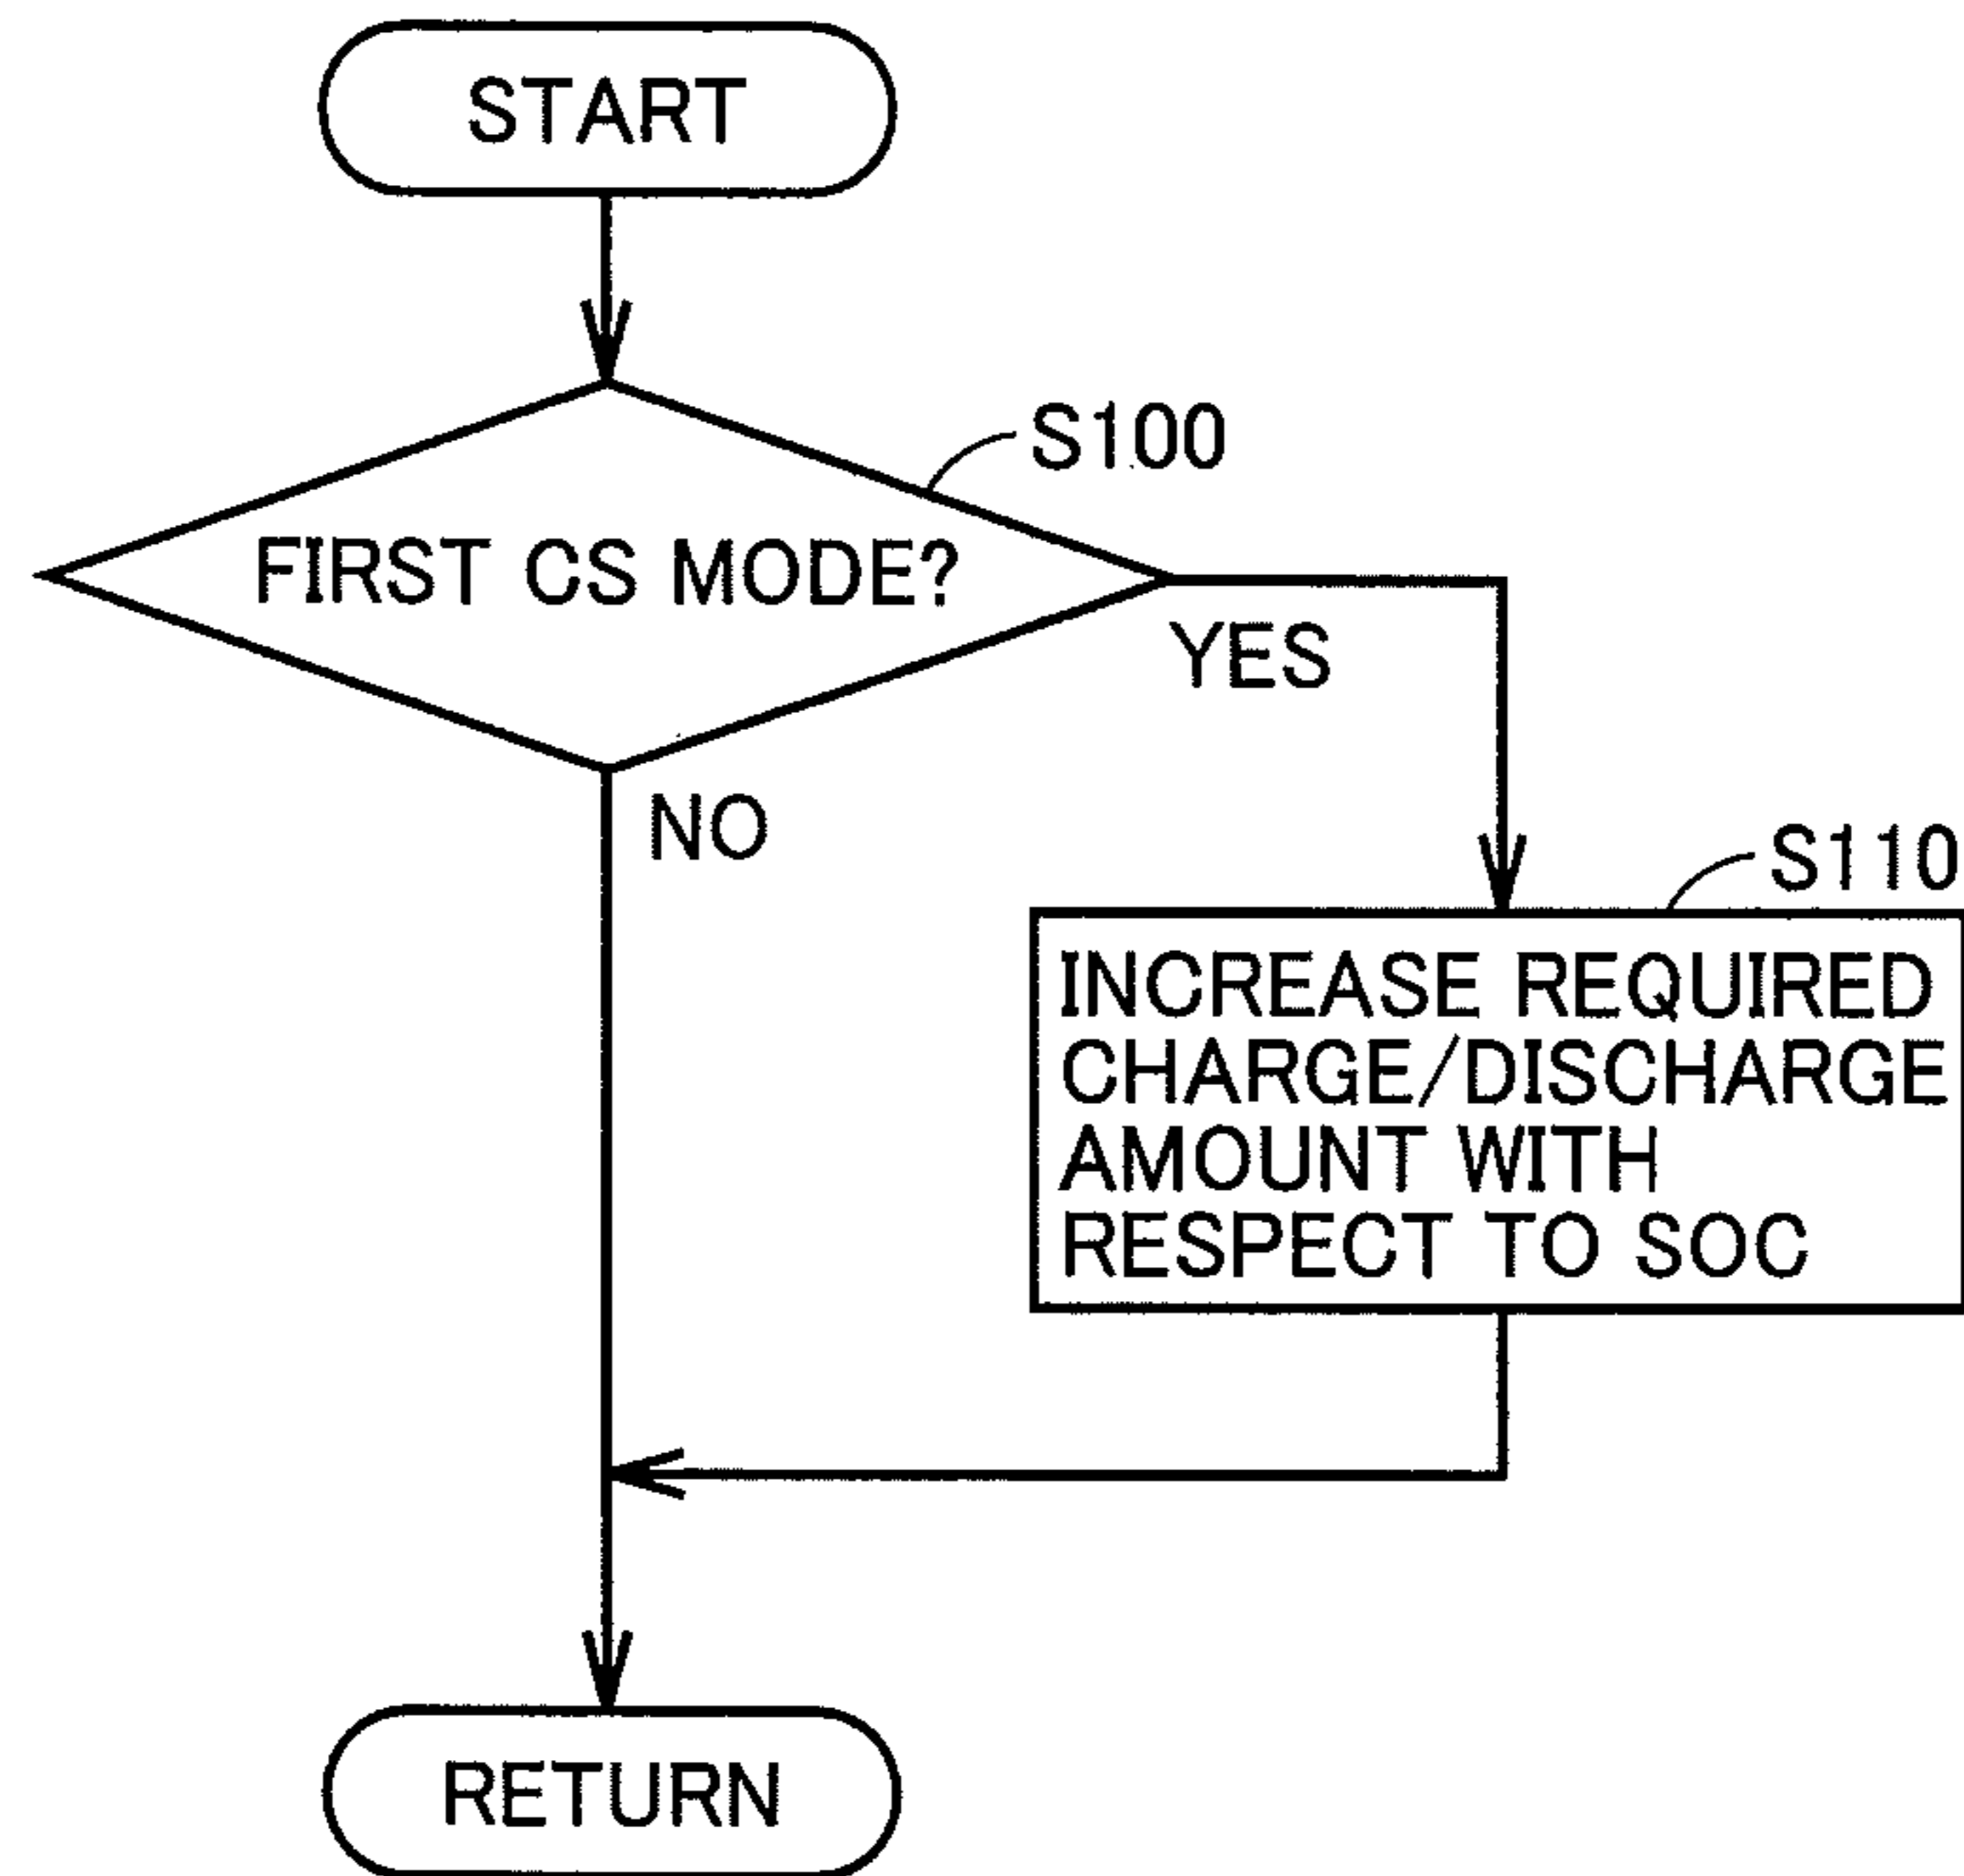 START
S100
FIRST CS MODE?
YES
NO
S110
INCREASE REQUIRED
CHARGE/DISCHARGE
AMOUNT WITH
RESPECT TO SOC
RETURN